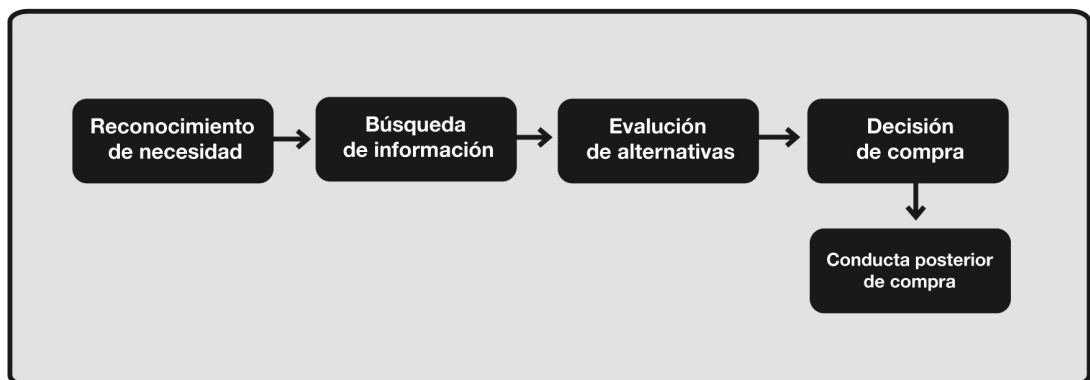 Reconocimiento
de necesidad
Búsqueda
de información
Evalución
de alternativas
Decisión
de compra
Conducta posterior
de compra